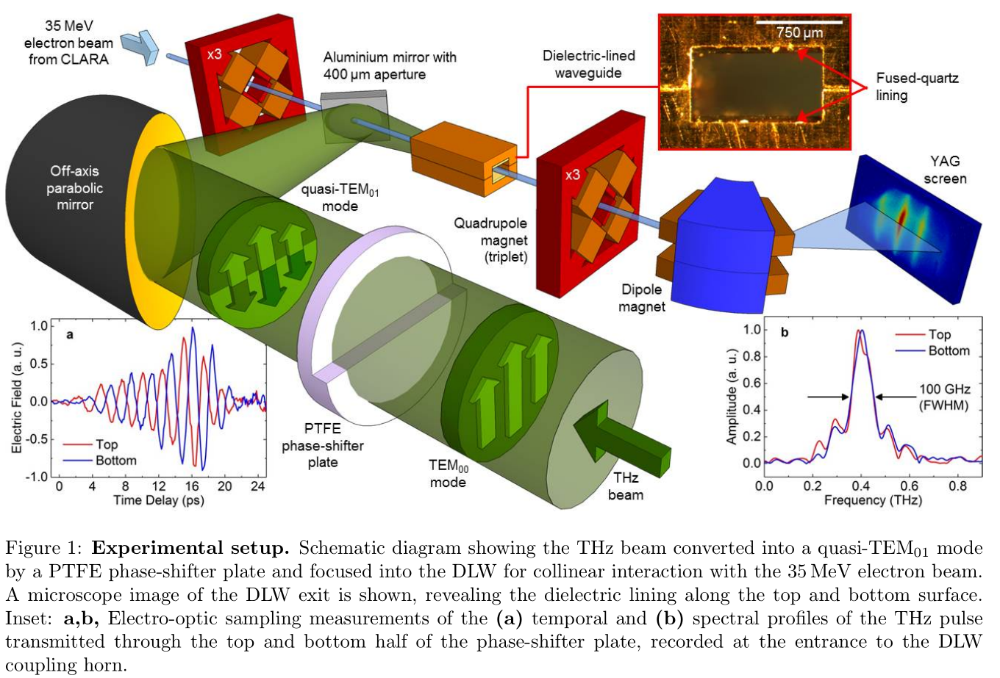 35 MeV
electron beam
from CLARA
x3
Aluminium mirror with
400 µm aperture
Dielectric-lined
waveguide
750 µm
Fused-quartz
lining
Off-axis
parabolic
mirror
quasi-TEM01
mode
x3
Quadrupole
magnet
(triplet)
Dipole
magnet
YAG
screen
PTFE
phase-shifter
plate
TEM00
mode
THz
beam
a
Electric Field (a. u.)
1.0
0.5
0.0
-0.5
-1.0
Top
Bottom
0 4 8 12 16 20 24
Time Delay (ps)
b
Amplitude (a. u.)
1.0
0.8
0.6
0.4
0.2
0.0
Top
Bottom
100 GHz
(FWHM)
0.0 0.2 0.4 0.6 0.8
Frequency (THz)
Figure 1: Experimental setup. Schematic diagram showing the THz beam converted into a quasi-TEM01 mode
by a PTFE phase-shifter plate and focused into the DLW for collinear interaction with the 35 MeV electron beam.
A microscope image of the DLW exit is shown, revealing the dielectric lining along the top and bottom surface.
Inset: a,b, Electro-optic sampling measurements of the (a) temporal and (b) spectral profiles of the THz pulse
transmitted through the top and bottom half of the phase-shifter plate, recorded at the entrance to the DLW
coupling horn.